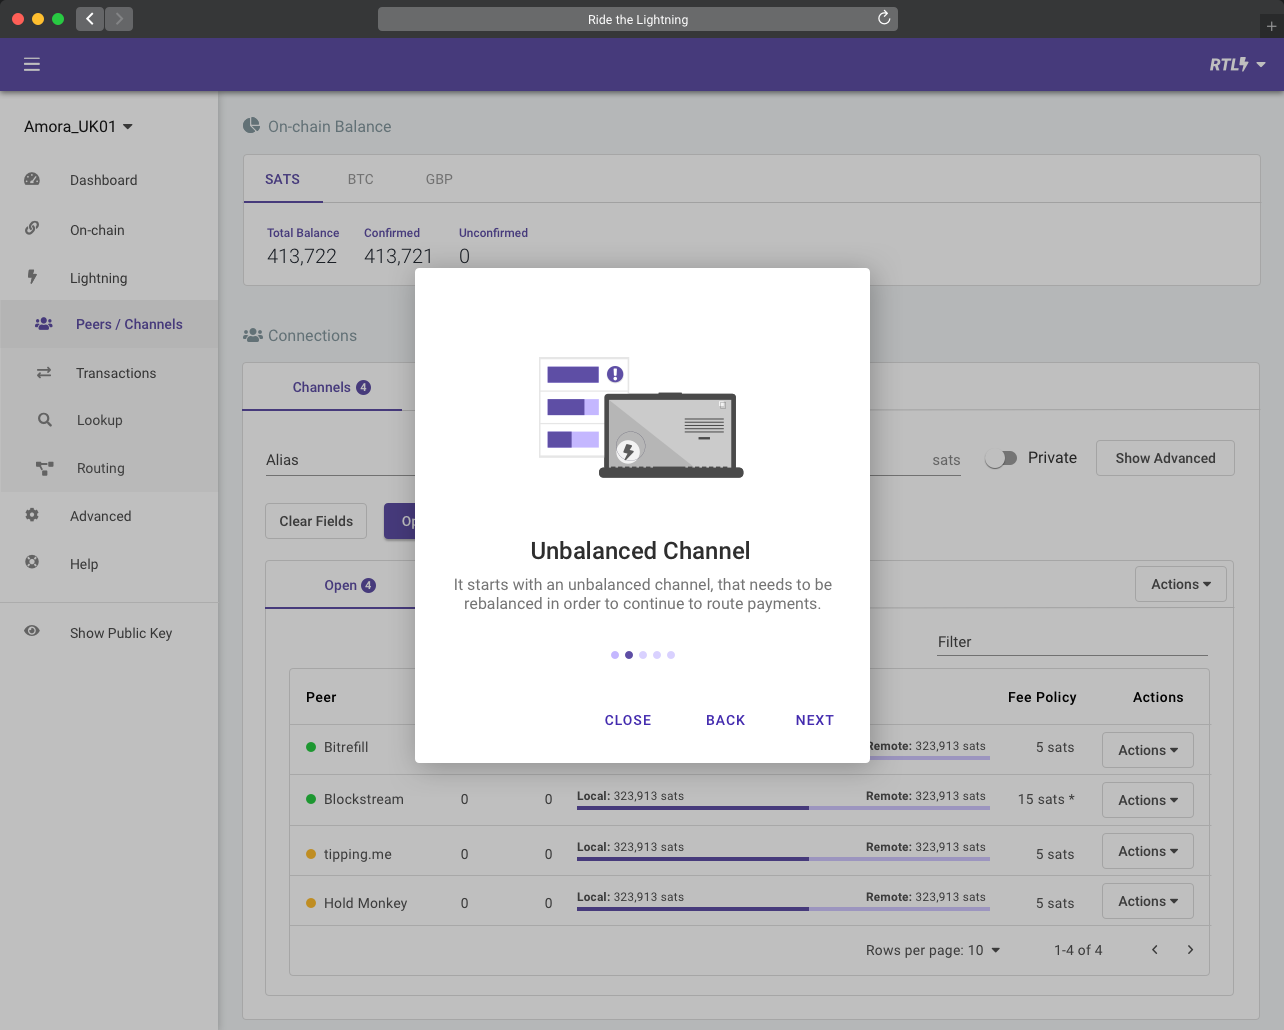 Ride the Lightning
RTL
Amora_UK01
Dashboard
On-chain
Lightning
Peers / Channels
Transactions
Lookup
Routing
Advanced
Help
Show Public Key
On-chain Balance
SATS BTC GBP
Total Balance Confirmed Unconfirmed
413,722 413,721 0
Connections
Channels 4
Alias sats Private Show Advanced
Clear Fields Op
Open 4 Actions
Filter
Peer Fee Policy Actions
Bitrefill Remote: 323,913 sats 5 sats Actions
Blockstream 0 0 Local: 323,913 sats Remote: 323,913 sats 15 sats * Actions
tipping.me 0 0 Local: 323,913 sats Remote: 323,913 sats 5 sats Actions
Hold Monkey 0 0 Local: 323,913 sats Remote: 323,913 sats 5 sats Actions
Rows per page: 10 1-4 of 4
Unbalanced Channel
It starts with an unbalanced channel, that needs to be
rebalanced in order to continue to route payments.
CLOSE BACK NEXT